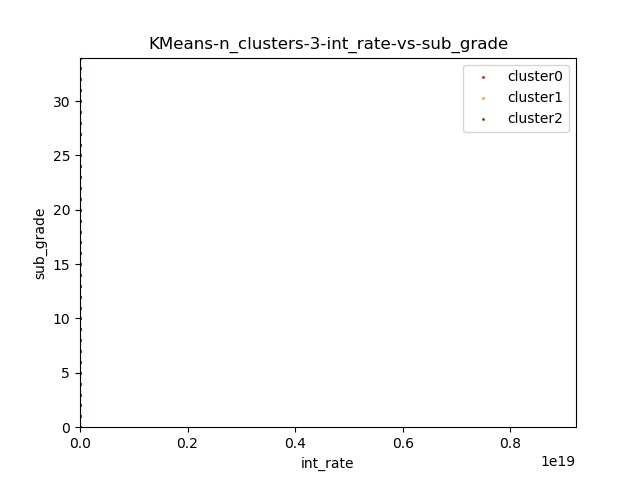 KMeans-n_clusters-3-int_rate-vs-sub_grade
cluster0
cluster1
cluster2
30
25
20
15
10
5
0
sub_grade
0.0 0.2 0.4 0.6 0.8
1e19
int_rate